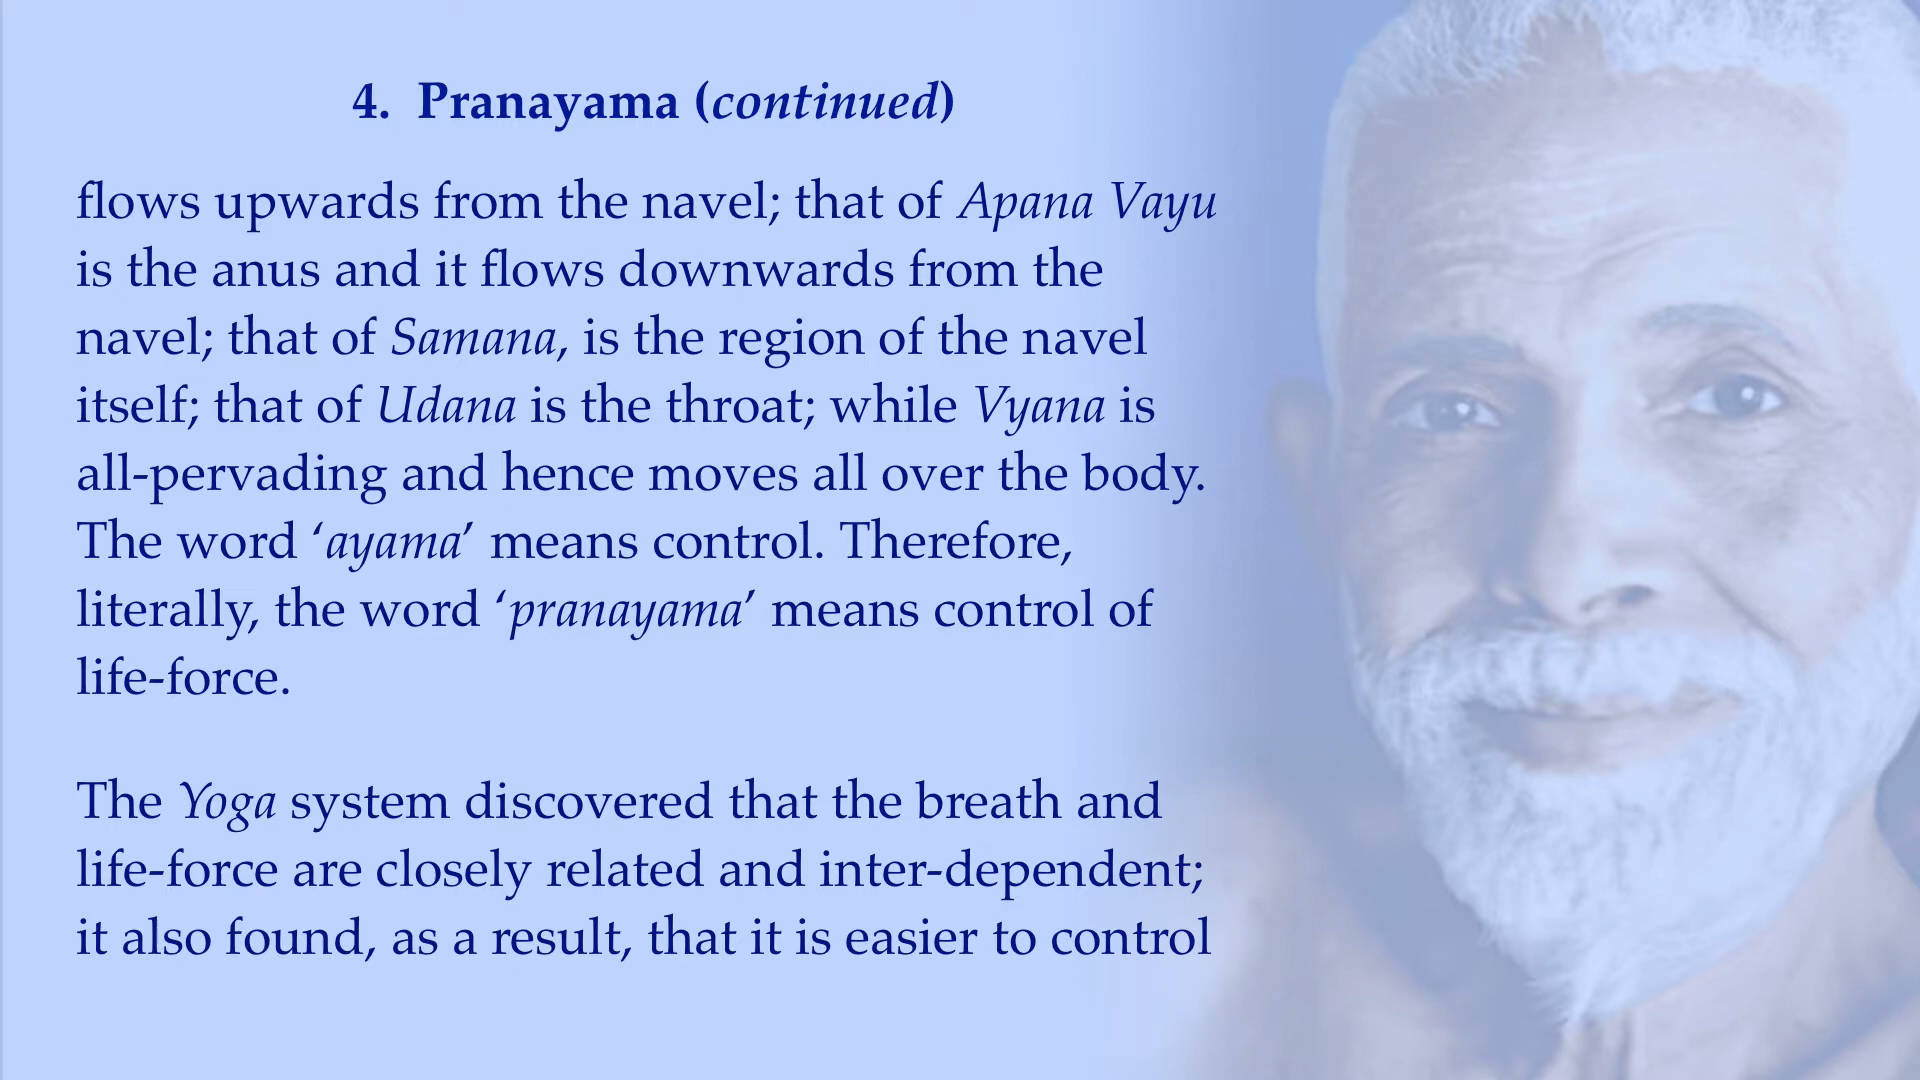 4. Pranayama (continued)
flows upwards from the navel; that of Apana Vayu
is the anus and it flows downwards from the
navel; that of Samana, is the region of the navel
itself; that of Udana is the throat; while Vyana is
all-pervading and hence moves all over the body.
The word ‘ayama’ means control. Therefore,
literally, the word ‘pranayama’ means control of
life-force.
The Yoga system discovered that the breath and
life-force are closely related and inter-dependent;
it also found, as a result, that it is easier to control